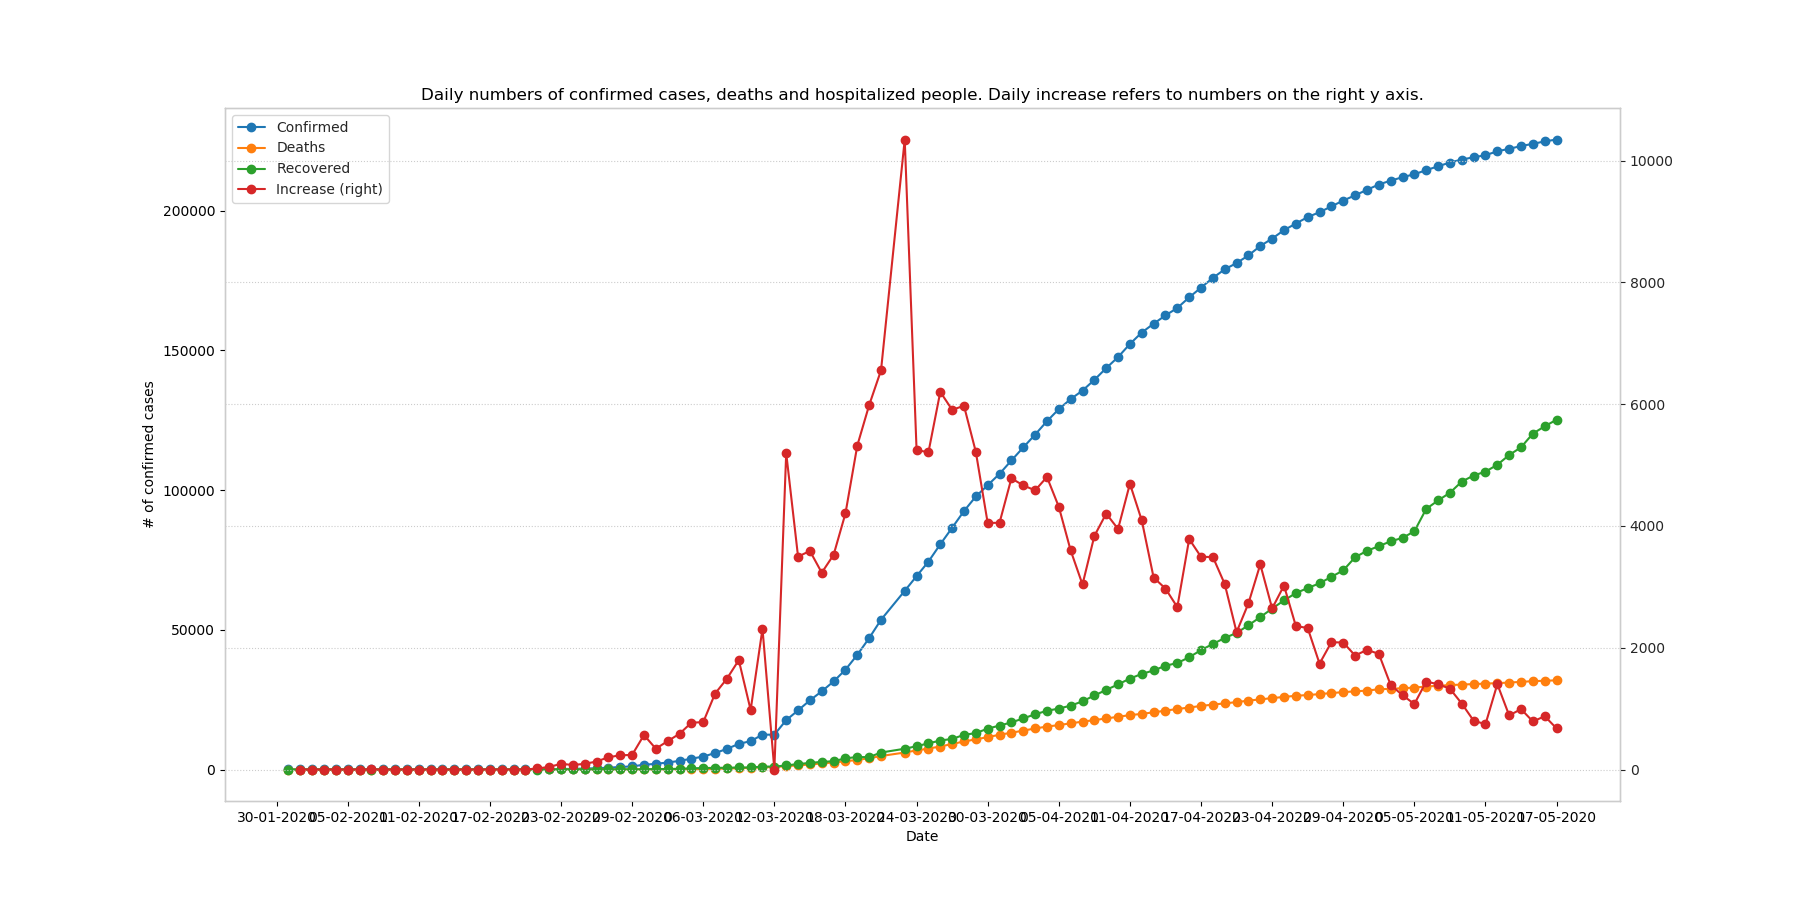 Daily numbers of confirmed cases, deaths and hospitalized people. Daily increase refers to numbers on the right y axis.
Confirmed
Deaths
Recovered
Increase (right)
# of confirmed cases
200000
150000
100000
50000
0
10000
8000
6000
4000
2000
0
30-01-2020 05-02-2020 11-02-2020 17-02-2020 23-02-2020 29-02-2020 06-03-2020 12-03-2020 18-03-2020 24-03-2020 30-03-2020 05-04-2020 11-04-2020 17-04-2020 23-04-2020 29-04-2020 05-05-2020 11-05-2020 17-05-2020
Date